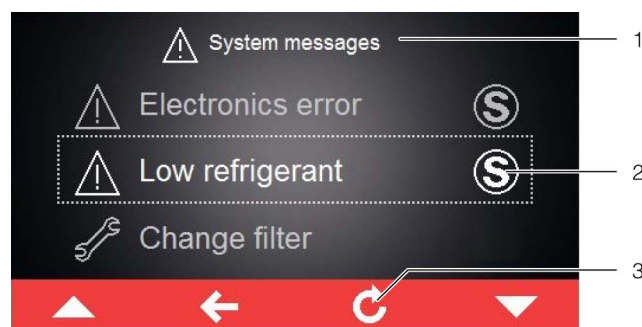 System messages 1
Electronics error S
Low refrigerant S 2
Change filter
3